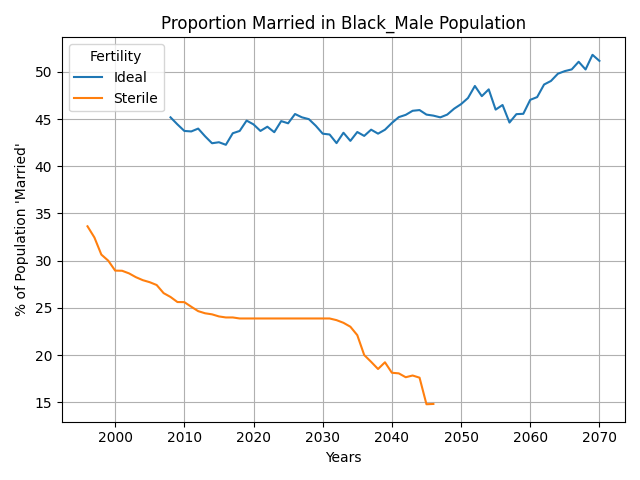 Proportion Married in Black_Male Population
% of Population 'Married'
Fertility
Ideal
Sterile
50
45
40
35
30
25
20
15
2000 2010 2020 2030 2040 2050 2060 2070
Years